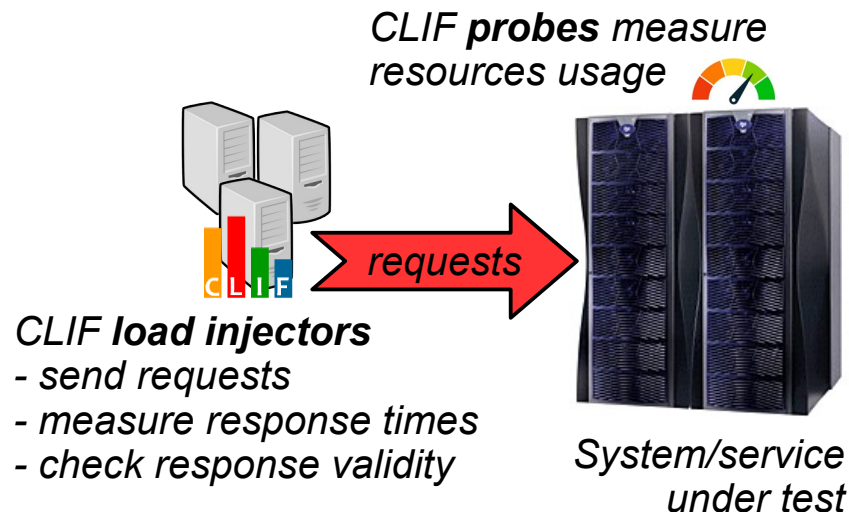 CLIF probes measure
resources usage
requests
CLIF
CLIF load injectors
- send requests
- measure response times
- check response validity
System/service
under test